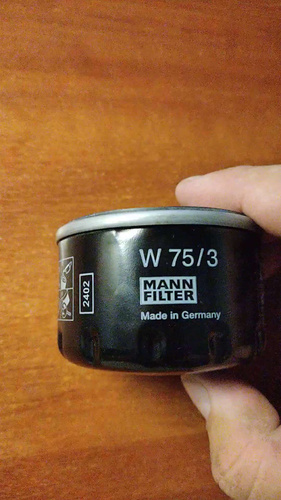 W 75/3
MANN
FILTER
Made in Germany
2402